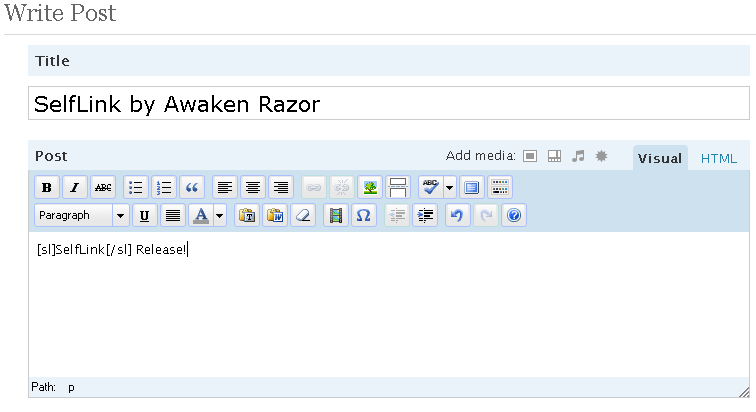 Write Post
Title
SelfLink by Awaken Razor
Post Add media: Visual HTML
B I ABC ABC
Paragraph U A T W Ω ?
[sl]SelfLink[/sl] Release!
Path: p